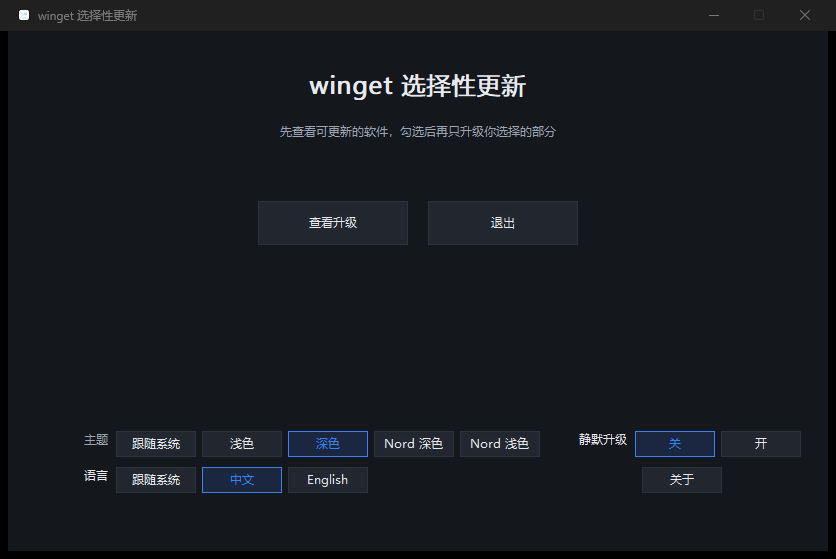 winget 选择性更新
winget 选择性更新
先查看可更新的软件，勾选后再只升级你选择的部分
查看升级 退出
主题 跟随系统 浅色 深色 Nord 深色 Nord 浅色 静默升级 关 开
语言 跟随系统 中文 English 关于